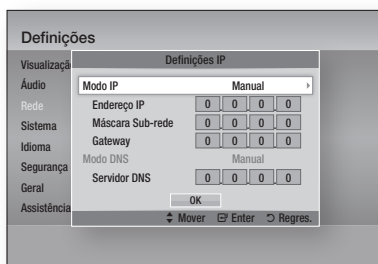 Definições
Visualizaçã
Áudio
Rede
Sistema
Idioma
Segurança
Geral
Assistência
Definições IP
Modo IP Manual
Endereço IP 0 . 0 . 0 . 0
Máscara Sub-rede 0 . 0 . 0 . 0
Gateway 0 . 0 . 0 . 0
Modo DNS Manual
Servidor DNS 0 . 0 . 0 . 0
OK
Mover Enter Regres.